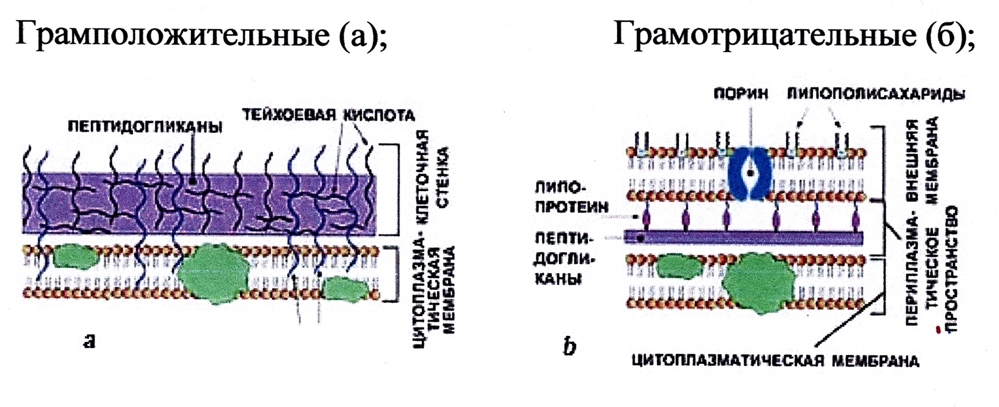 Грамположительные (а);
Грамотрицательные (б);
ПЕПТИДОГЛИХАНЫ
ТЕЙХОЕВАЯ КИСЛОТА
КЛЕТОЧНАЯ
СТЕНКА
ЦИТОПЛАЗМА-
ТИЧЕСКАЯ
МЕМБРАНА
a
ПОРИН
ЛИПОПОЛИСАХАРИДЫ
ЛИПО-
ПРОТЕИН
ПЕПТИ-
ДОГЛИ-
КАНЫ
ВНЕШНЯЯ
МЕМБРАНА
ПЕРИПЛАЗМА-
ТИЧЕСКОЕ
ПРОСТРАНСТВО
ЦИТОПЛАЗМАТИЧЕСКАЯ МЕМБРАНА
b